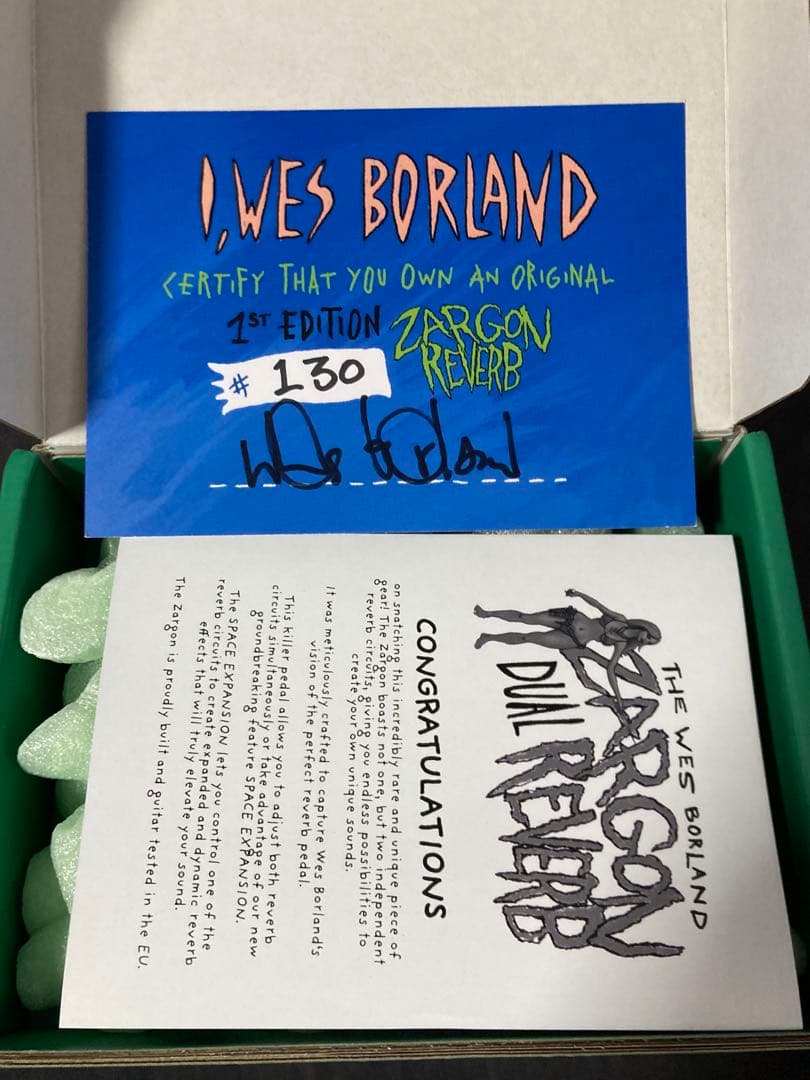 I, WES BORLAND
CERTIFY THAT YOU OWN AN ORIGINAL
1ST EDITION ZARGON REVERB
# 130
Wes Borland
THE WES BORLAND
ZARGON
DUAL REVERB
CONGRATULATIONS
on snatching this incredibly rare and unique piece of
gear! The Zargon boasts not one, but two independent
reverb circuits, giving you endless possibilities to
create your own unique sounds.
It was meticulously crafted to capture Wes Borland's
vision of the perfect reverb pedal.
This killer pedal allows you to adjust both reverb
circuits simultaneously or take advantage of our new
groundbreaking feature SPACE EXPANSION.
The SPACE EXPANSION lets you control one of the
reverb circuits to create expanded and dynamic reverb
effects that will truly elevate your sound.
The Zargon is proudly built and guitar tested in the EU.